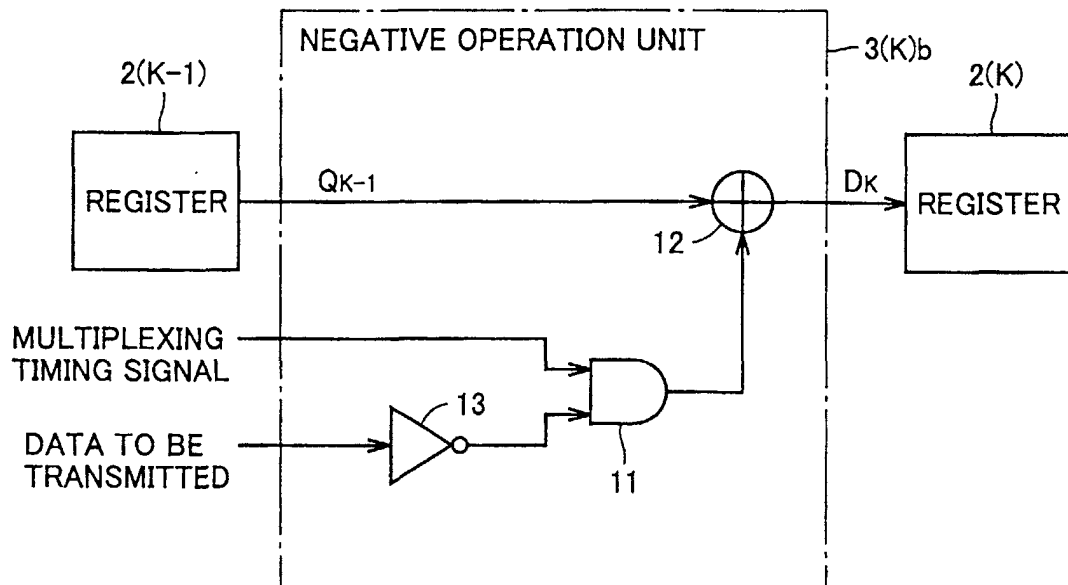 NEGATIVE OPERATION UNIT
3(K)b
2(K-1)
2(K)
REGISTER
QK-1
DK
REGISTER
12
MULTIPLEXING
TIMING SIGNAL
13
11
DATA TO BE
TRANSMITTED